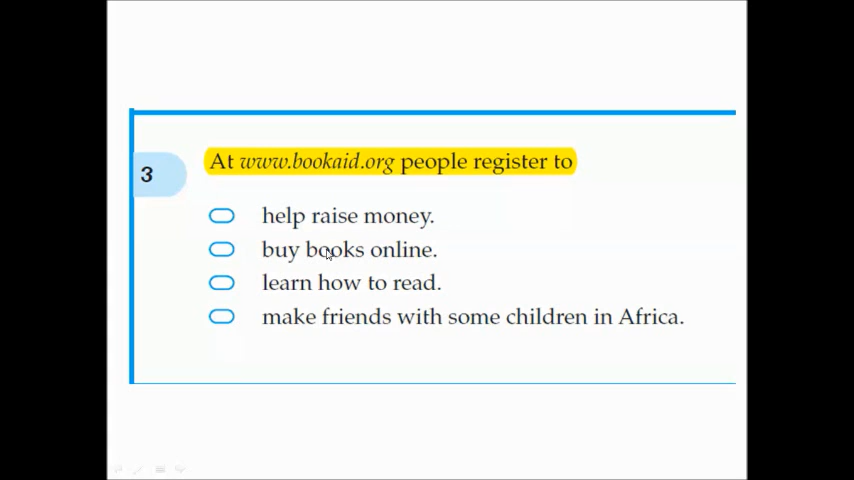 3
At www.bookaid.org people register to
help raise money.
buy books online.
learn how to read.
make friends with some children in Africa.